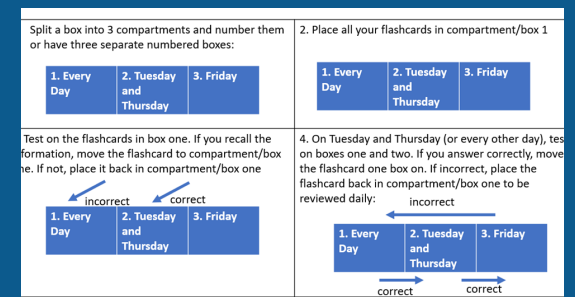 Split a box into 3 compartments and number them
or have three separate numbered boxes:
1. Every
Day
2. Tuesday
and
Thursday
3. Friday
2. Place all your flashcards in compartment/box 1
1. Every
Day
2. Tuesday
and
Thursday
3. Friday
Test on the flashcards in box one. If you recall the
formation, move the flashcard to compartment/box
ne. If not, place it back in compartment/box one
incorrect
correct
1. Every
Day
2. Tuesday
and
Thursday
3. Friday
4. On Tuesday and Thursday (or every other day), tes
on boxes one and two. If you answer correctly, move
the flashcard one box on. If incorrect, place the
flashcard back in compartment/box one to be
reviewed daily:
incorrect
1. Every
Day
2. Tuesday
and
Thursday
3. Friday
correct
correct